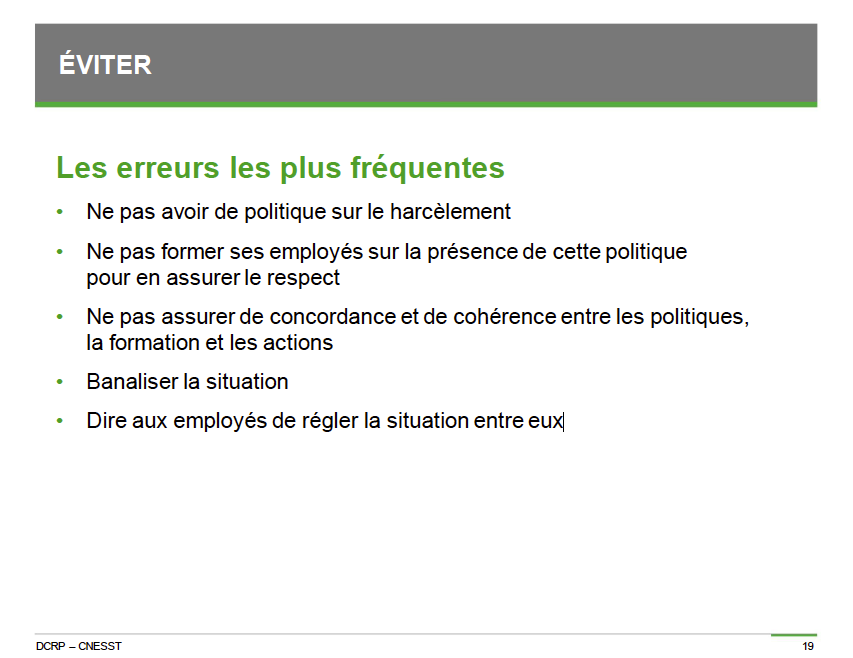 ÉVITER
Les erreurs les plus fréquentes
• Ne pas avoir de politique sur le harcèlement
• Ne pas former ses employés sur la présence de cette politique
pour en assurer le respect
• Ne pas assurer de concordance et de cohérence entre les politiques,
la formation et les actions
• Banaliser la situation
• Dire aux employés de régler la situation entre eux
DCRP – CNESST
19